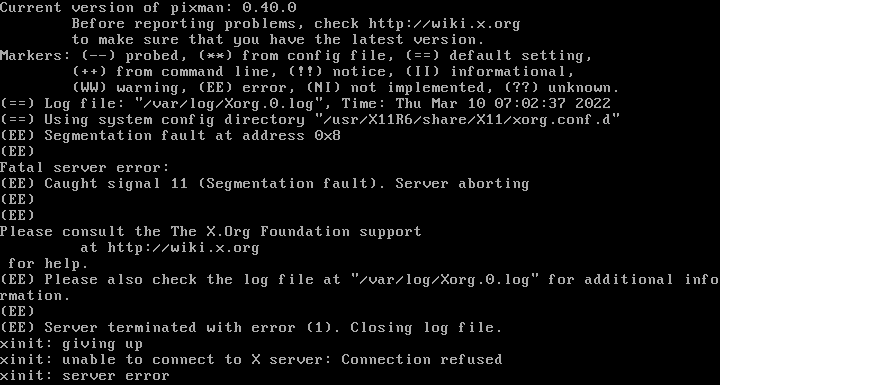 Current version of pixman: 0.40.0
Before reporting problems, check http://wiki.x.org
to make sure that you have the latest version.
Markers: (--) probed, (**) from config file, (==) default setting,
(++) from command line, (!!) notice, (II) informational,
(WW) warning, (EE) error, (NI) not implemented, (??) unknown.
(==) Log file: "/var/log/Xorg.0.log", Time: Thu Mar 10 07:02:37 2022
(==) Using system config directory "/usr/X11R6/share/X11/xorg.conf.d"
(EE) Segmentation fault at address 0x8
(EE)
Fatal server error:
(EE) Caught signal 11 (Segmentation fault). Server aborting
(EE)
(EE)
Please consult the The X.Org Foundation support
at http://wiki.x.org
for help.
(EE) Please also check the log file at "/var/log/Xorg.0.log" for additional info
rmation.
(EE)
(EE) Server terminated with error (1). Closing log file.
xinit: giving up
xinit: unable to connect to X server: Connection refused
xinit: server error